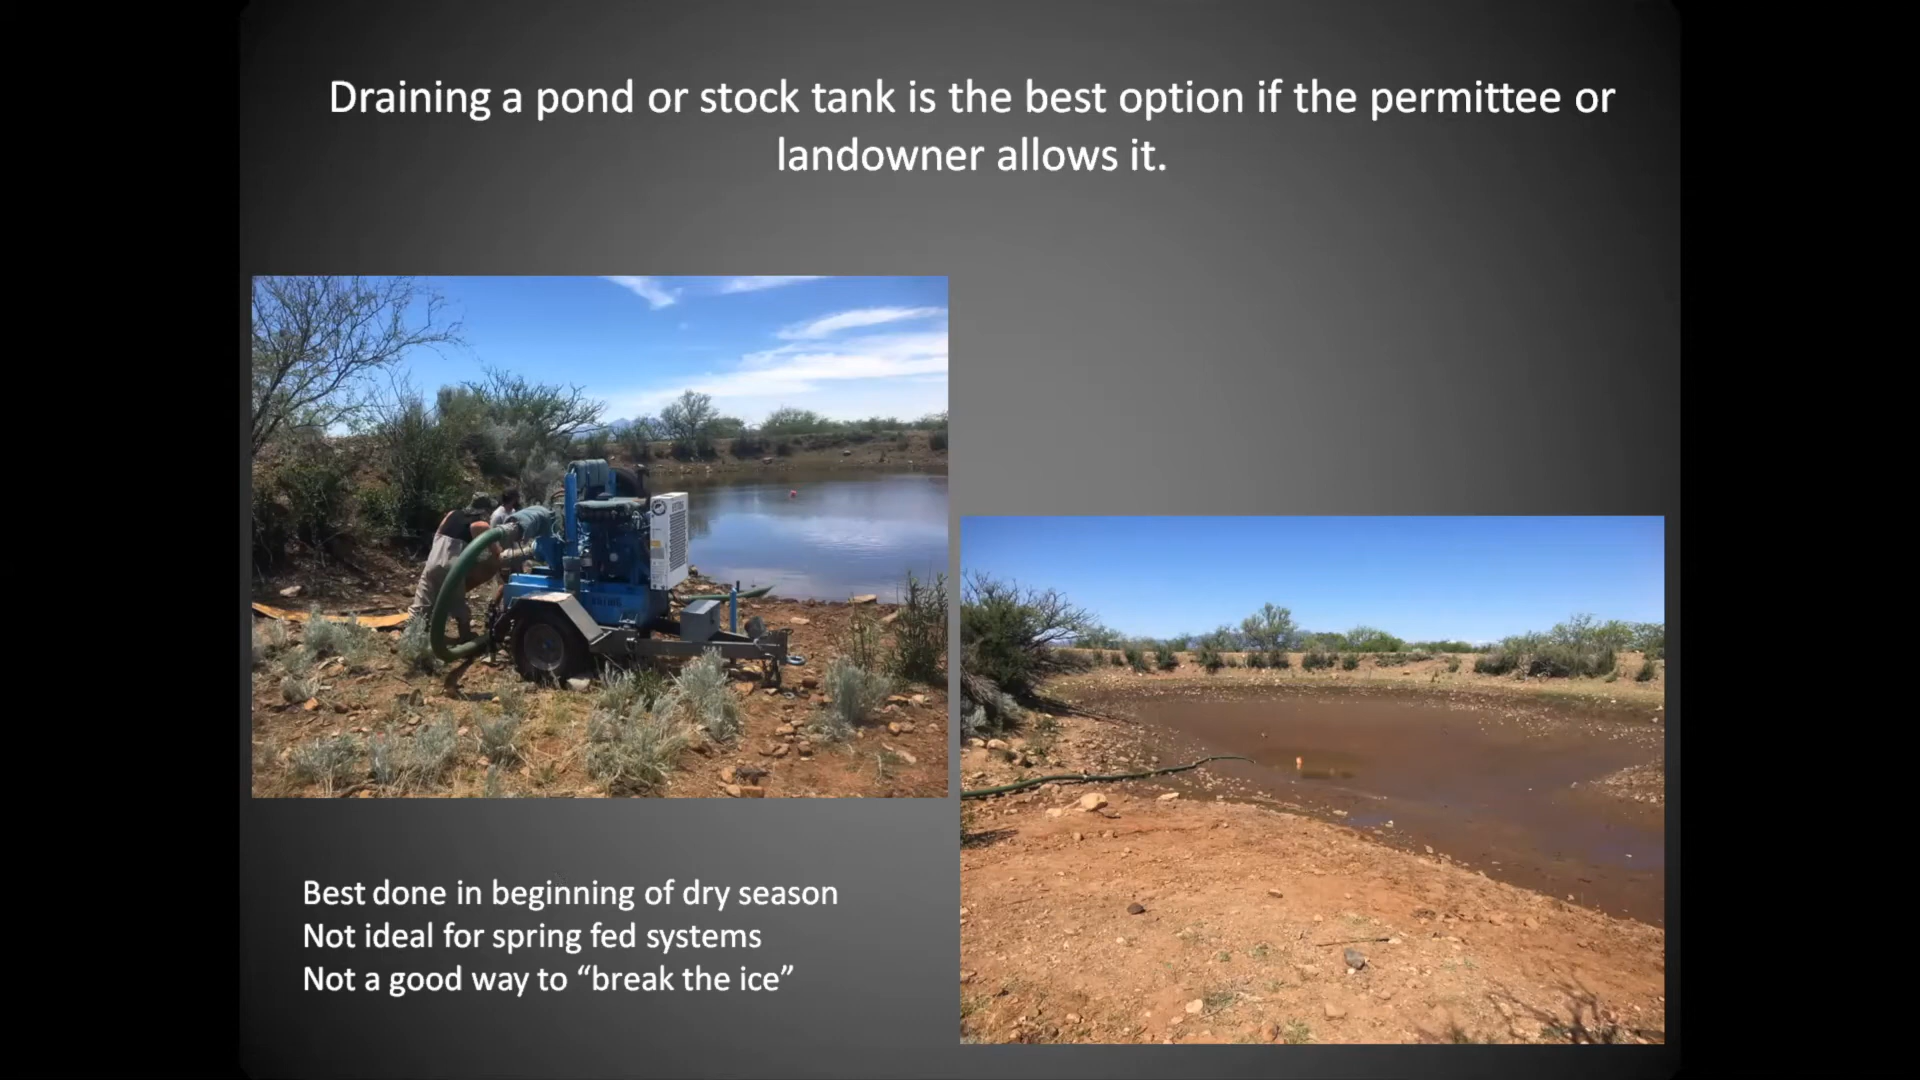 Draining a pond or stock tank is the best option if the permittee or
landowner allows it.
Best done in beginning of dry season
Not ideal for spring fed systems
Not a good way to “break the ice”